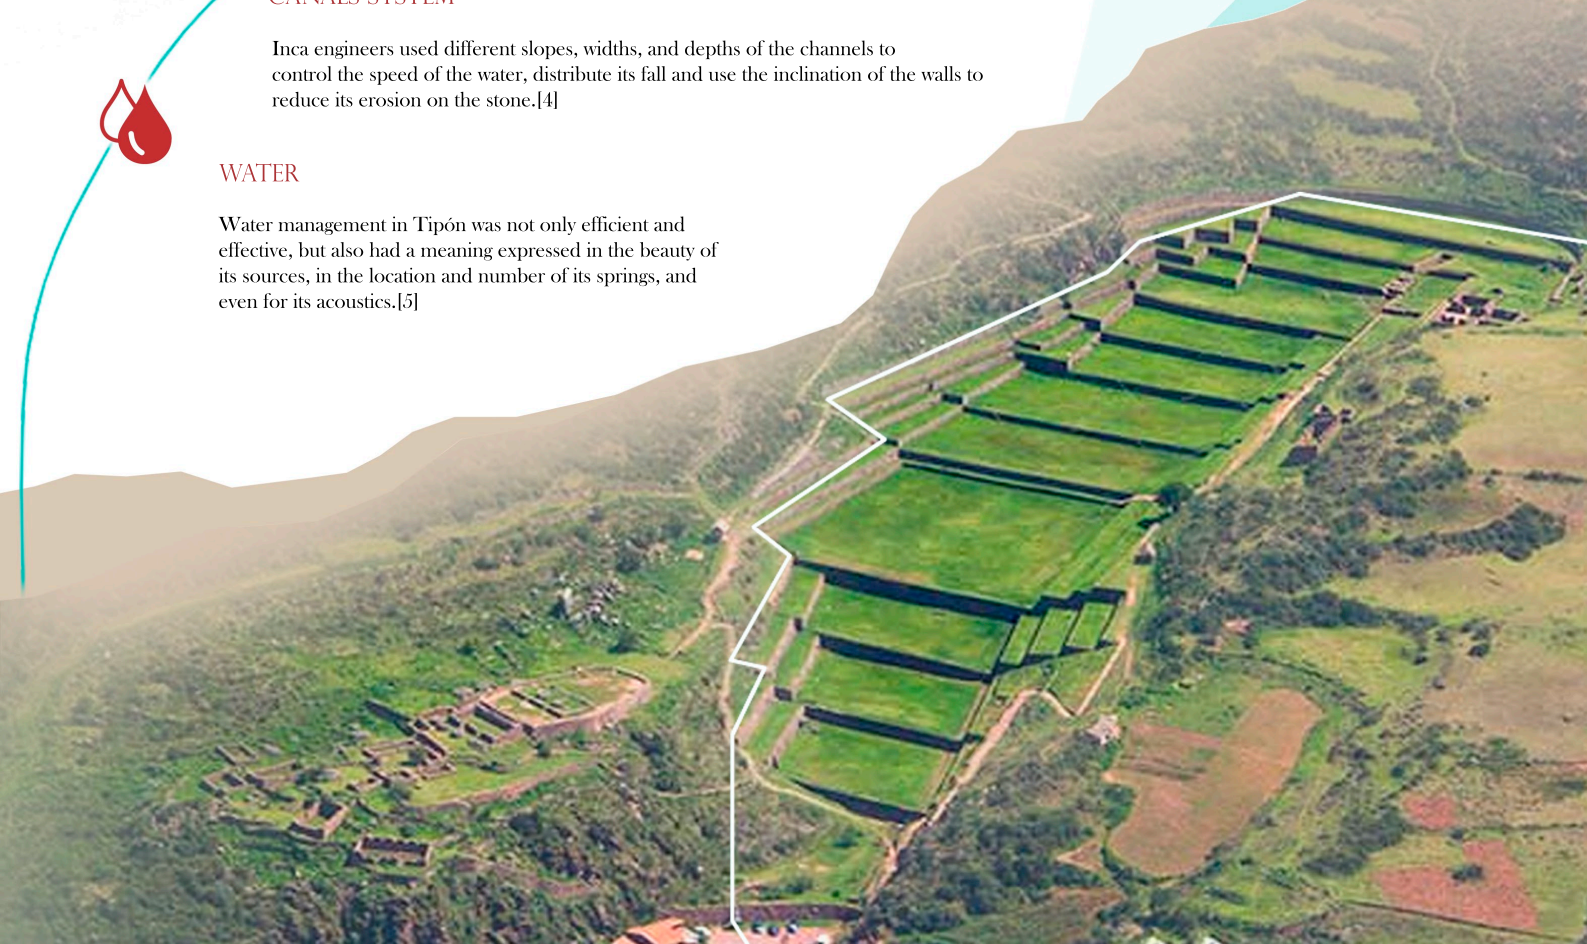 CANALS SYSTEM
Inca engineers used different slopes, widths, and depths of the channels to
control the speed of the water, distribute its fall and use the inclination of the walls to
reduce its erosion on the stone.[4]
WATER
Water management in Tipón was not only efficient and
effective, but also had a meaning expressed in the beauty of
its sources, in the location and number of its springs, and
even for its acoustics.[5]